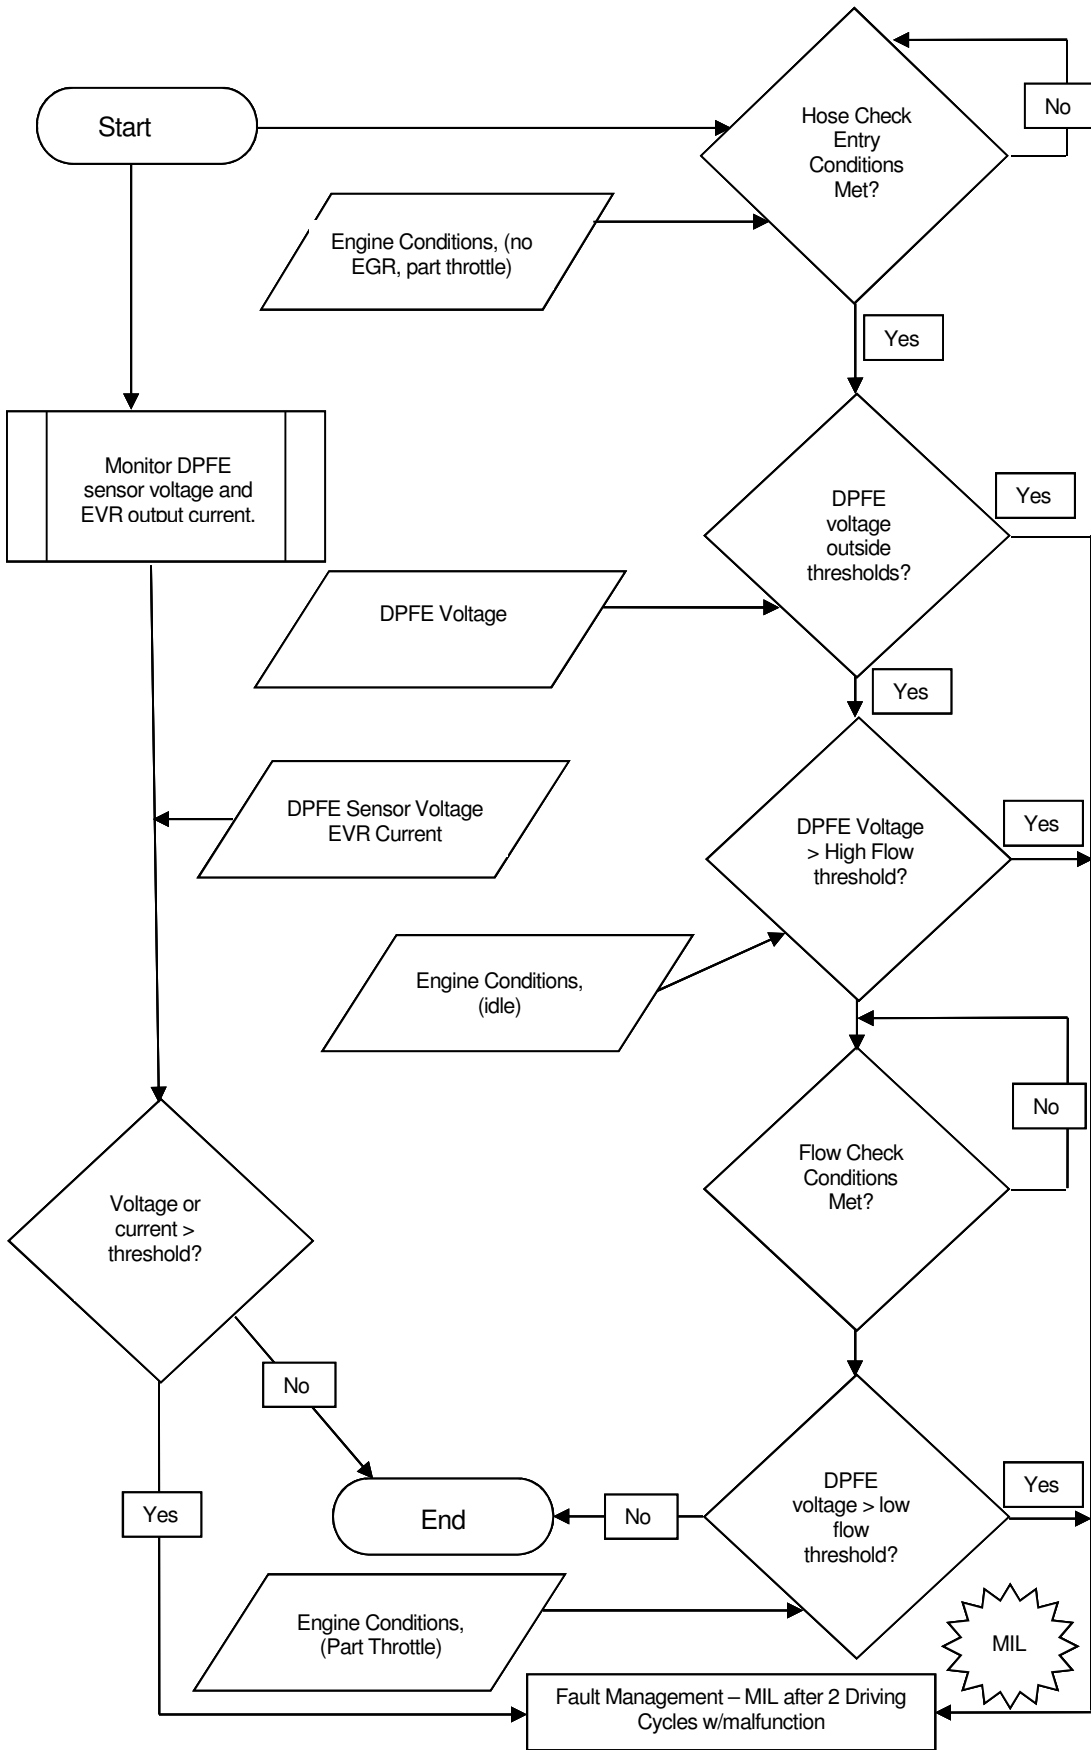 Start
Hose Check
Entry
Conditions
Met?
No
Engine Conditions, (no
EGR, part throttle)
Yes
Monitor DPFE
sensor voltage and
EVR output current.
DPFE
voltage
outside
thresholds?
Yes
DPFE Voltage
Yes
DPFE Sensor Voltage
EVR Current
DPFE Voltage
> High Flow
threshold?
Yes
Engine Conditions,
(idle)
No
Flow Check
Conditions
Met?
Voltage or
current >
threshold?
No
DPFE
voltage > low
flow
threshold?
Yes
Yes
End
No
Engine Conditions,
(Part Throttle)
MIL
Fault Management – MIL after 2 Driving
Cycles w/malfunction